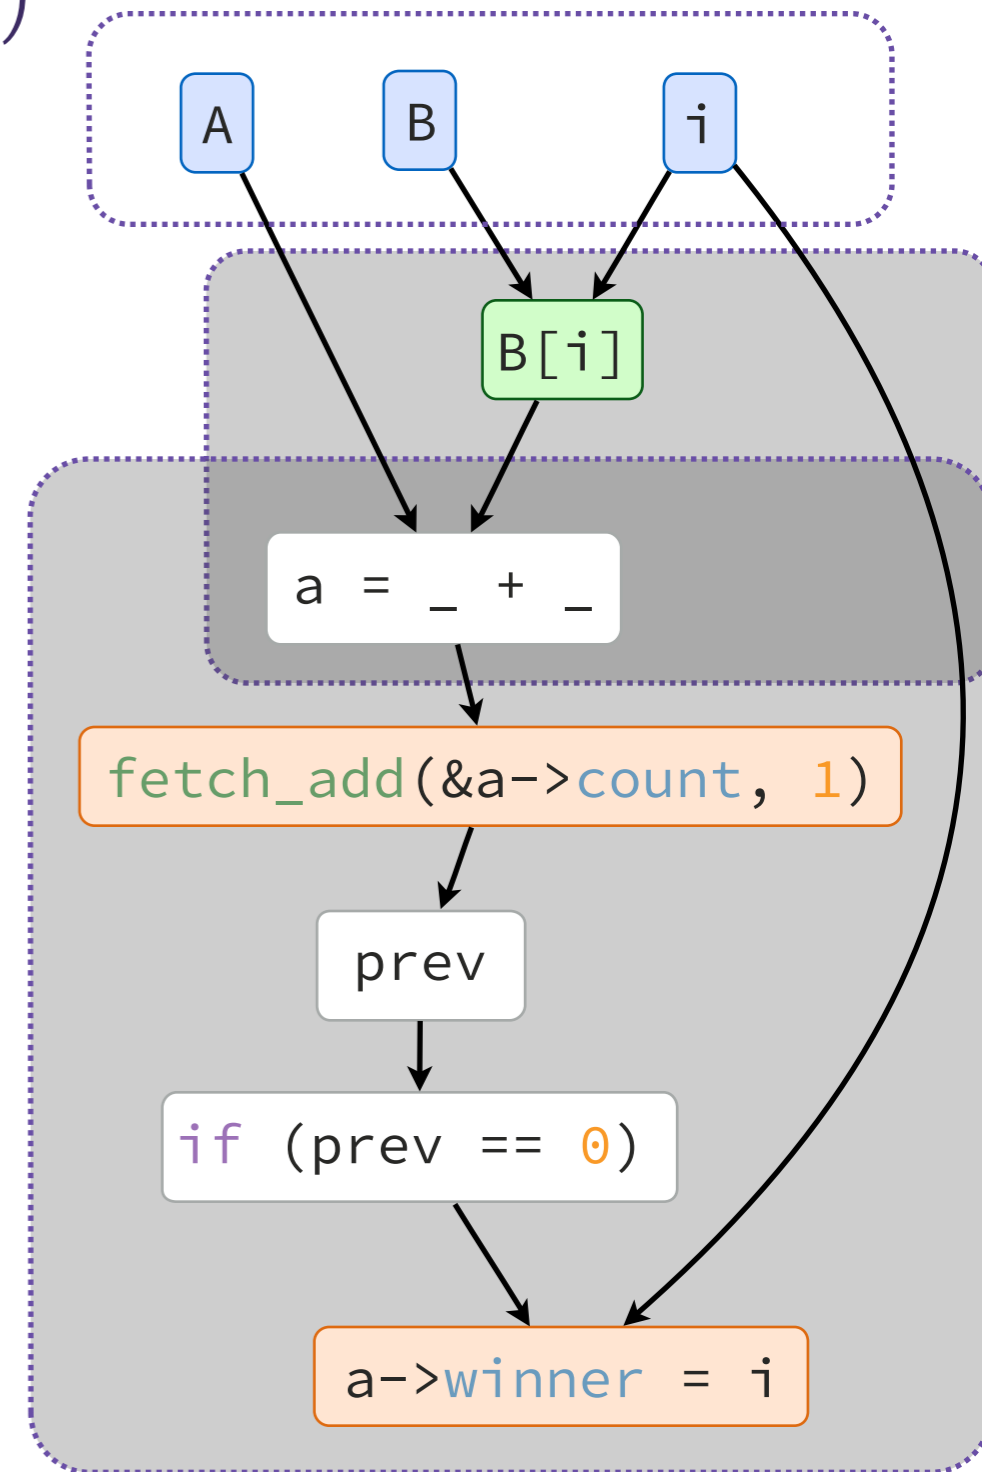 )
A B i
B[i]
a = _ + _
fetch_add(&a->count, 1)
prev
if (prev == 0)
a->winner = i